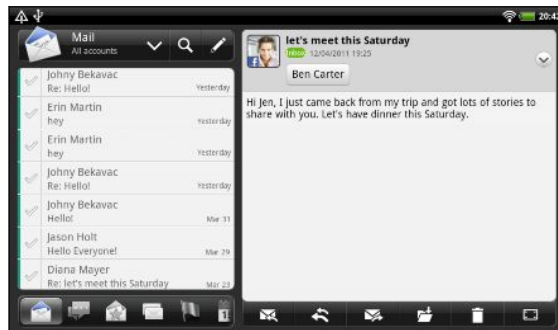 20:42
Mail
All accounts
Johny Bekavac
Re: Hello!
Yesterday
Erin Martin
hey
Yesterday
Erin Martin
hey
Yesterday
Johny Bekavac
Re: Hello!
Yesterday
Johny Bekavac
Hello!
Mar 31
Jason Holt
Hello Everyone!
Mar 29
Diana Mayer
Re: let's meet this Saturday
Mar 23
1
let's meet this Saturday
Inbox 12/04/2011 19:25
Ben Carter
Hi Jen, I just came back from my trip and got lots of stories to
share with you. Let's have dinner this Saturday.